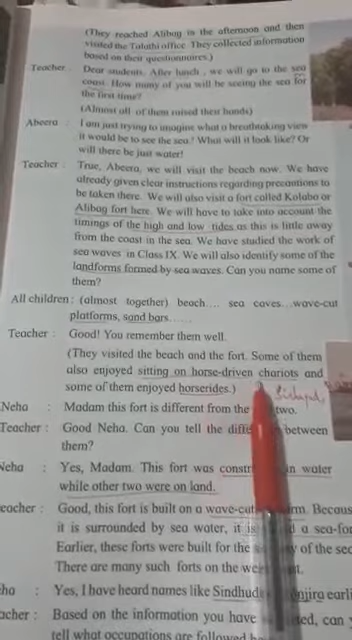 (They reached Alibag in the afternoon and then
visited the Talathi office. They collected information
based on their questionnaires.)
Teacher : Dear students, After lunch, we will go to the sea
coast. How many of you will be seeing the sea for
the first time?
(Almost all of them raised their hands)
Abeera : I am just trying to imagine what a breathtaking view
it would be to see the sea! What will it look like? Or
will there be just water!
Teacher : True, Abeera, we will visit the beach now. We have
already given clear instructions regarding precautions to
be taken there. We will also visit a fort called Kolaba or
Alibag fort here. We will have to take into account the
timings of the high and low tides as this is little away
from the coast in the sea. We have studied the work of
sea waves in Class IX. We will also identify some of the
landforms formed by sea waves. Can you name some of
them?
All children : (almost together) beach.... sea caves...wave-cut
platforms, sand bars.....
Teacher : Good! You remember them well.
(They visited the beach and the fort. Some of them
also enjoyed sitting on horse-driven chariots and
some of them enjoyed horserides.)
Neha : Madam this fort is different from the two.
Teacher : Good Neha. Can you tell the between
them?
Neha : Yes, Madam. This fort was in water
while other two were on land.
eacher : Good, this fort is built on a Becaus
it is surrounded by sea water, it is a sea-for
Earlier, these forts were built for the of the sec
There are many such forts on the
ha : Yes, I have heard names like earli
acher : Based on the information you have can y
tell what occupations are followed